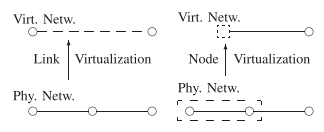 Virt. Netw.
Link Virtualization
Phy. Netw.
Virt. Netw.
Node Virtualization
Phy. Netw.